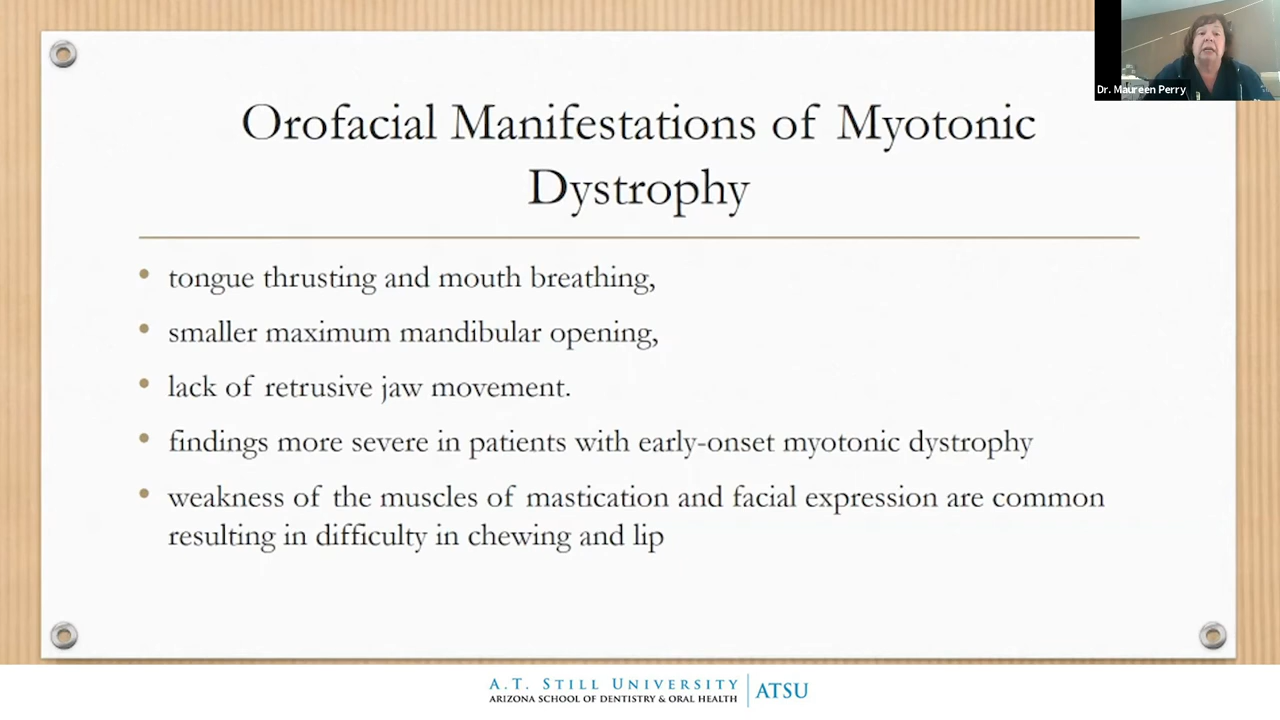 Dr. Maureen Perry
Orofacial Manifestations of Myotonic
Dystrophy
• tongue thrusting and mouth breathing,
• smaller maximum mandibular opening,
• lack of retrusive jaw movement.
• findings more severe in patients with early-onset myotonic dystrophy
• weakness of the muscles of mastication and facial expression are common
resulting in difficulty in chewing and lip
A.T. STILL UNIVERSITY
ARIZONA SCHOOL OF DENTISTRY & ORAL HEALTH
ATSU